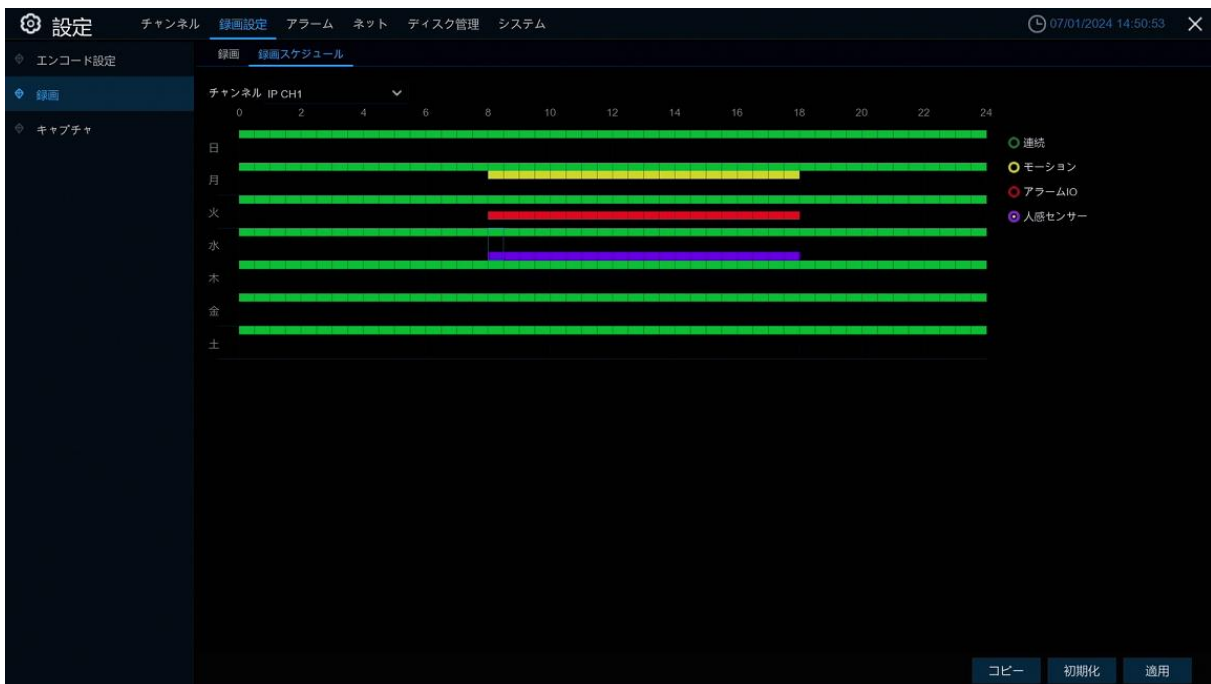 設定 チャンネル 録画設定 アラーム ネット ディスク管理 システム 07/01/2024 14:50:53
エンコード設定
録画
キャプチャ
録画 録画スケジュール
チャンネル IP CH1
0 2 4 6 8 10 12 14 16 18 20 22 24
日
月
火
水
木
金
土
連続
モーション
アラームIO
人感センサー
コピー 初期化 適用